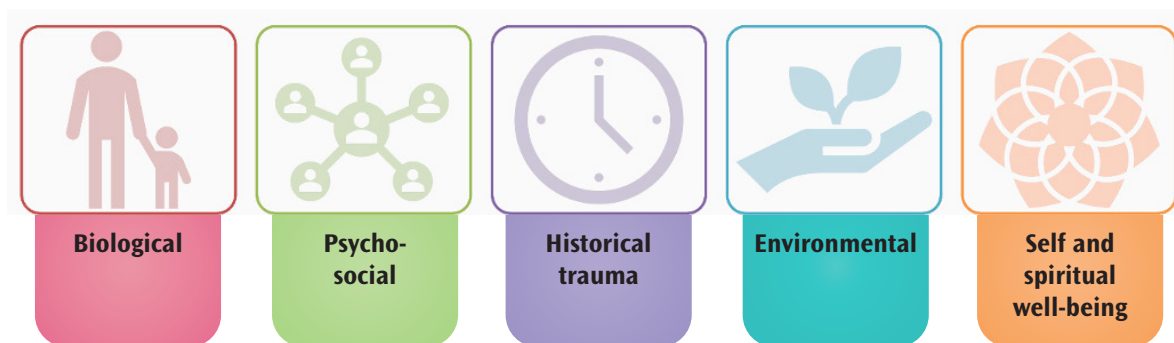 Biological
Psycho-
social
Historical
trauma
Environmental
Self and
spiritual
well-being